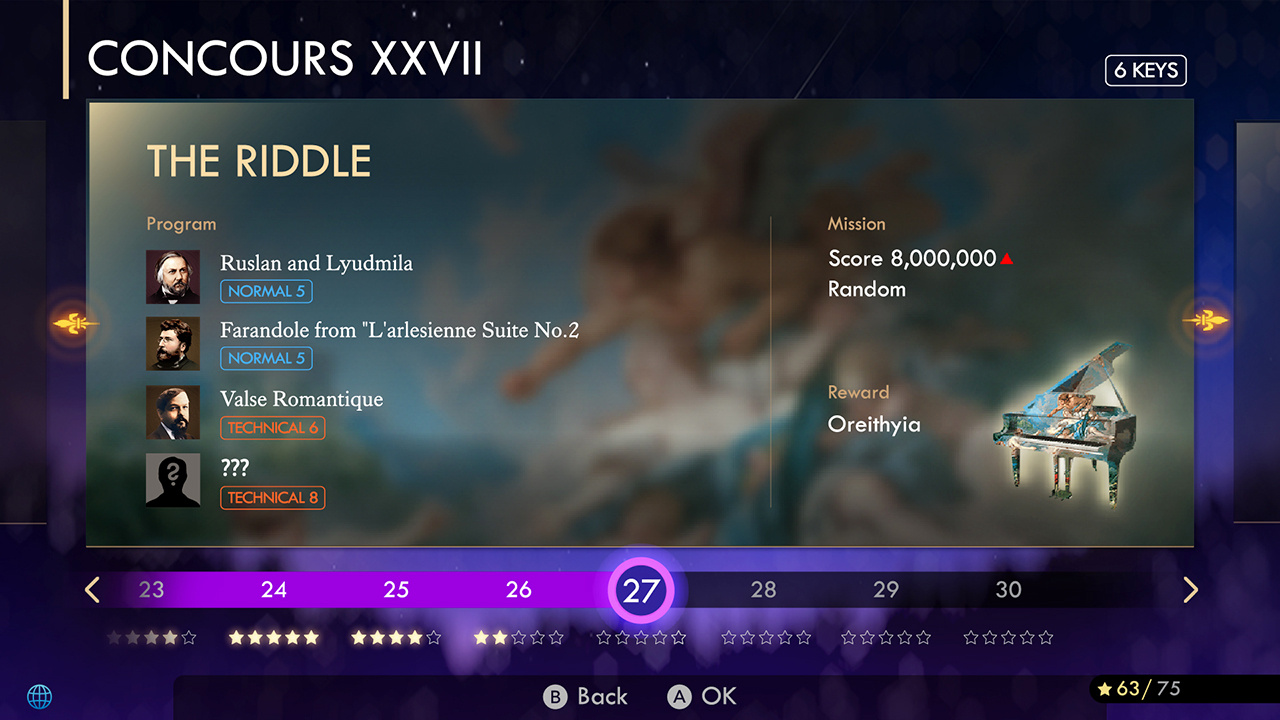 CONCOURS XXVII
6 KEYS
THE RIDDLE
Program
Ruslan and Lyudmila
NORMAL 5
Farandole from "L'arlesienne Suite No.2
NORMAL 5
Valse Romantique
TECHNICAL 6
???
TECHNICAL 8
Mission
Score 8,000,000▲
Random
Reward
Oreithyia
23 24 25 26 27 28 29 30
B Back A OK
63/75